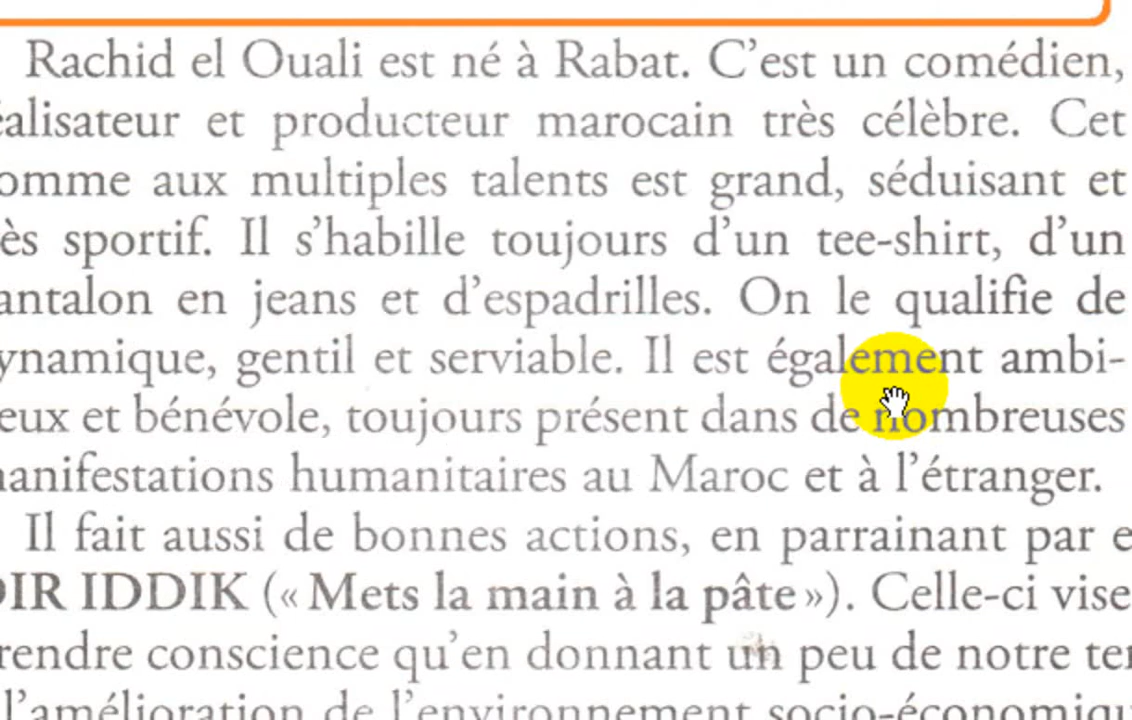 Rachid el Ouali est né à Rabat. C'est un comédien,
éalisateur et producteur marocain très célèbre. Cet
omme aux multiples talents est grand, séduisant et
ès sportif. Il s'habille toujours d'un tee-shirt, d'un
antalon en jeans et d'espadrilles. On le qualifie de
ynamique, gentil et serviable. Il est également ambi-
eux et bénévole, toujours présent dans de nombreuses
anifestations humanitaires au Maroc et à l'étranger.
Il fait aussi de bonnes actions, en parrainant par e
OIR IDDIK (« Mets la main à la pâte »). Celle-ci vise
rendre conscience qu'en donnant un peu de notre te
l'amélioration de l'environnement socio-économiqu